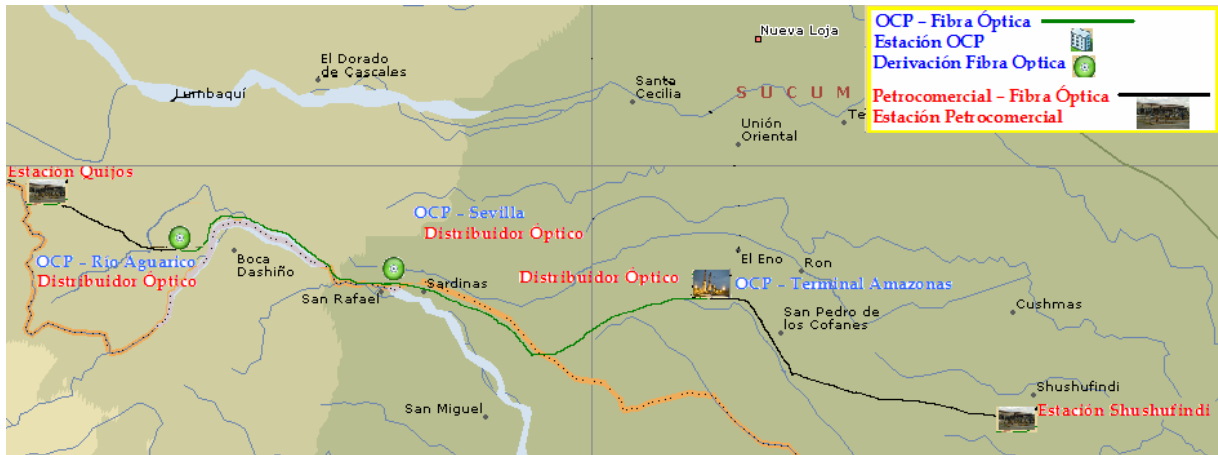 Nueva Loja
OCP – Fibra Óptica
Estación OCP
Derivación Fibra Optica
Petrocomercial – Fibra Óptica
Estación Petrocomercial
El Dorado
de Cascales
Lumbaquí
Santa
Cecilia
S U C U M
Unión
Oriental
Te
Estación Quijos
OCP – Sevilla
Distribuidor Óptico
OCP – Río Aguarico
Distribuidor Óptico
Boca
Dashiño
San Rafael
Sardinas
Distribuidor Óptico
El Eno
Ron
OCP – Terminal Amazonas
San Pedro de
los Cofanes
Cushmas
San Miguel
Shushufindi
Estación Shushufindi